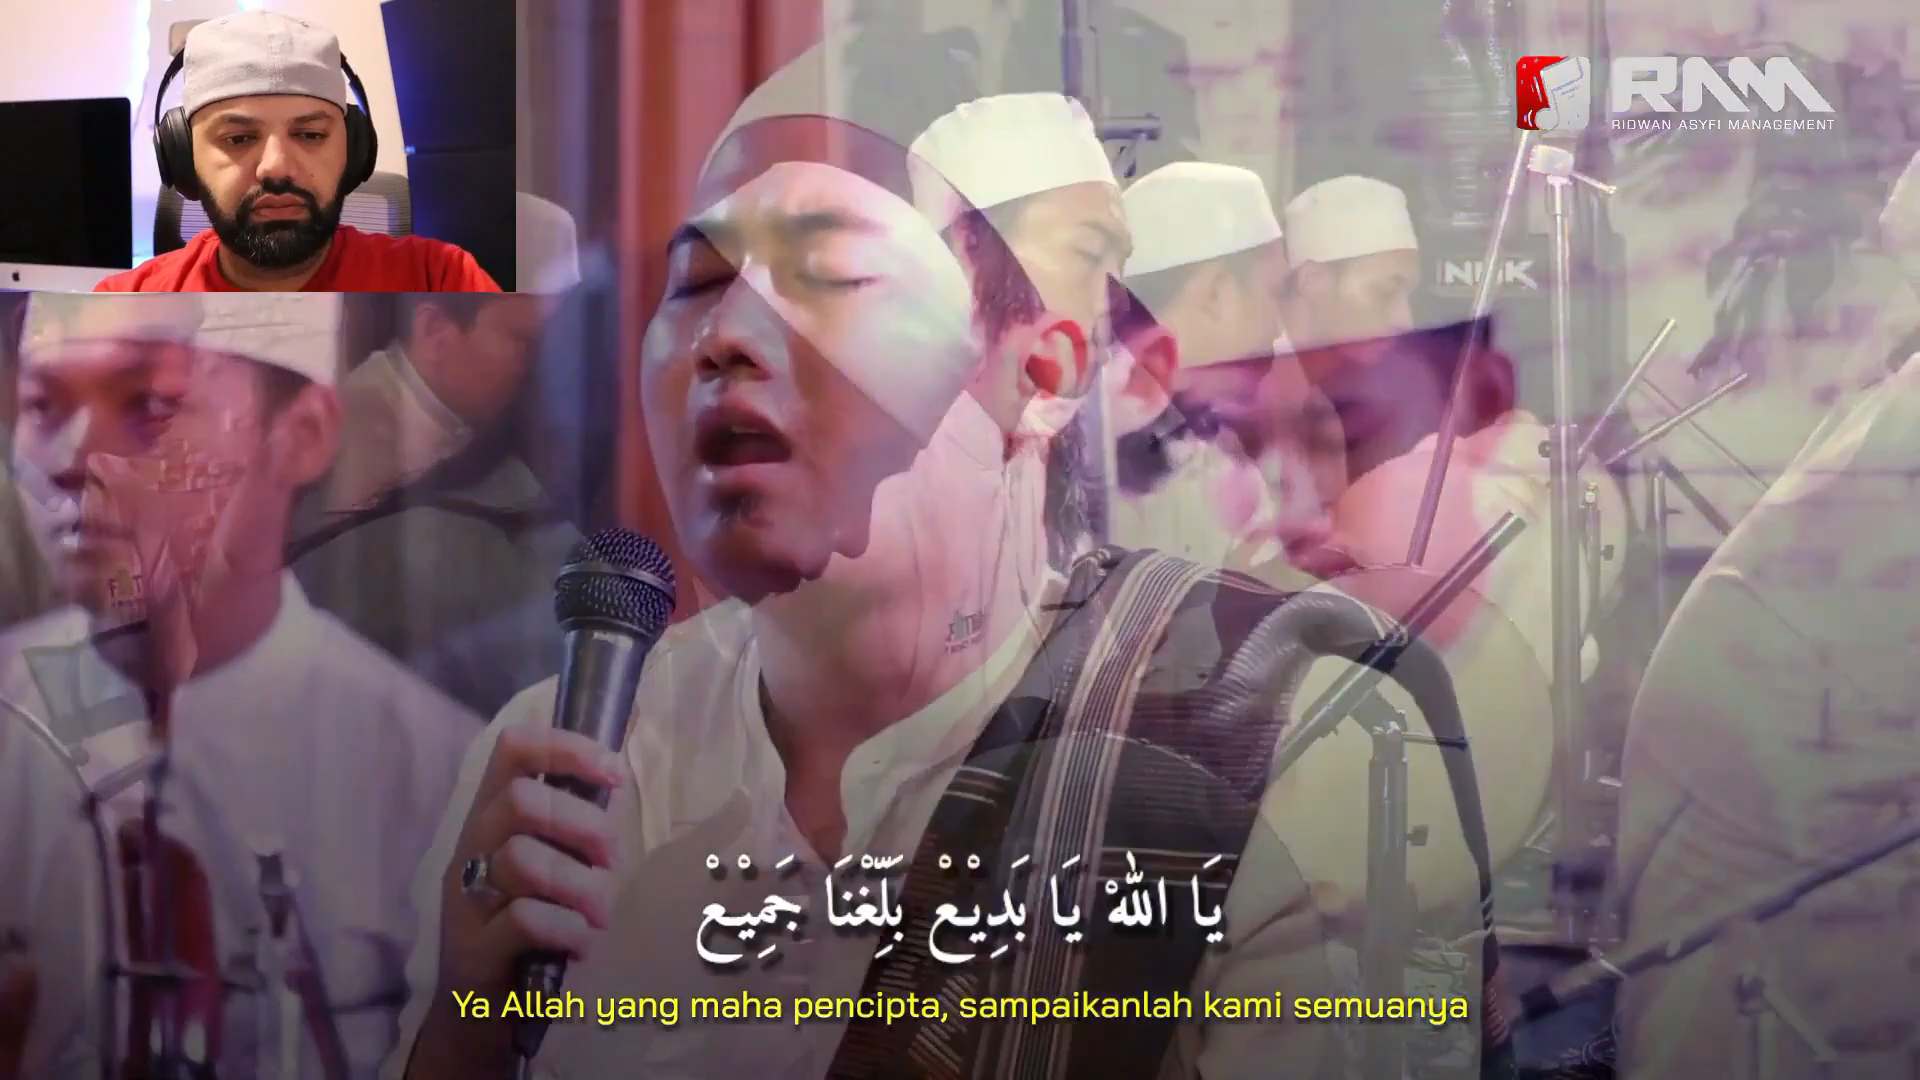 RAM
RIDWAN ASYFI MANAGEMENT
يَا اللهْ يَا بَدِيْعْ بَلِّغْنَا جَمِيْعْ
Ya Allah yang maha pencipta, sampaikanlah kami semuanya